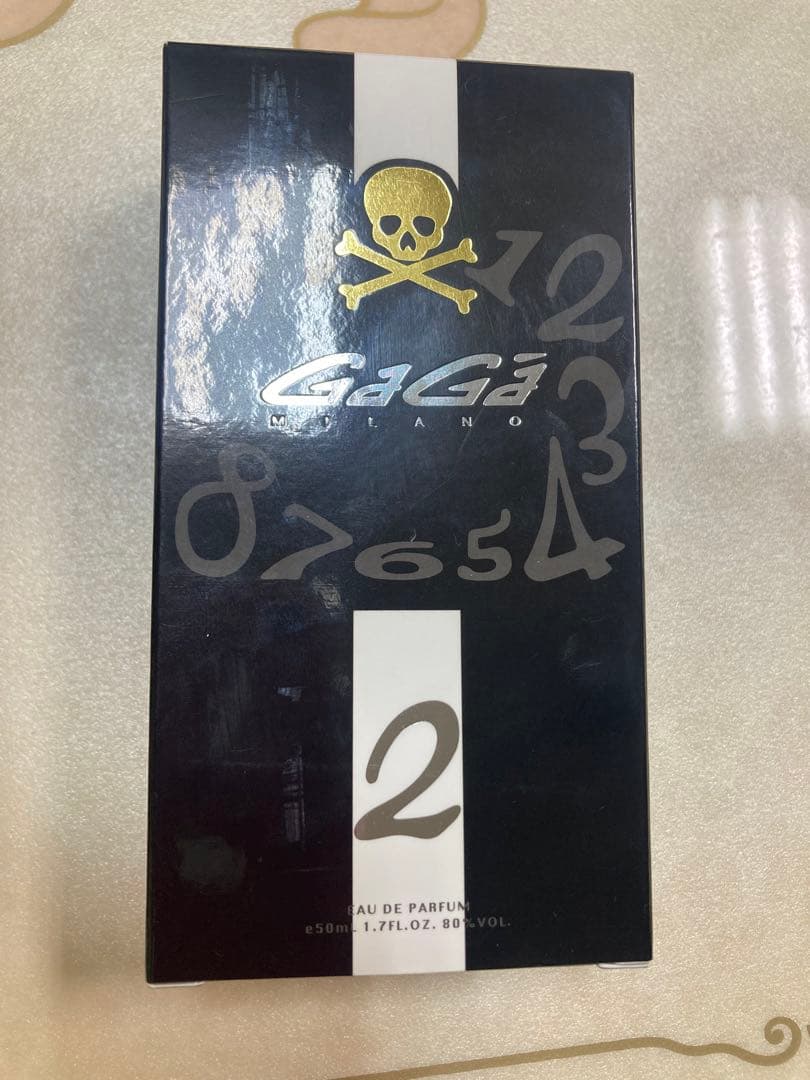 12
GaGà
MILANO
3
87654
2
EAU DE PARFUM
e50mL 1.7FL.OZ. 80%VOL.